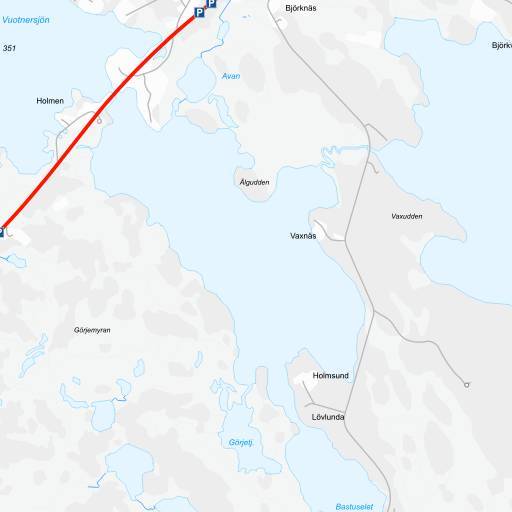 Björknäs
P
P
Vuotnersjön
351
Björkv
Avan
Holmen
Älgudden
Vaxudden
P
Vaxnäs
Görjemyran
Holmsund
Lövlunda
Görjetj.
Bastuselet